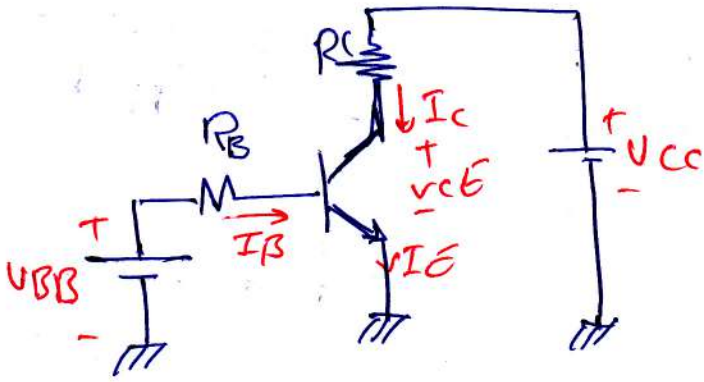 RC
IC
RB
+
+
VCE
-
VCC
-
+
IB
IE
VBB
-